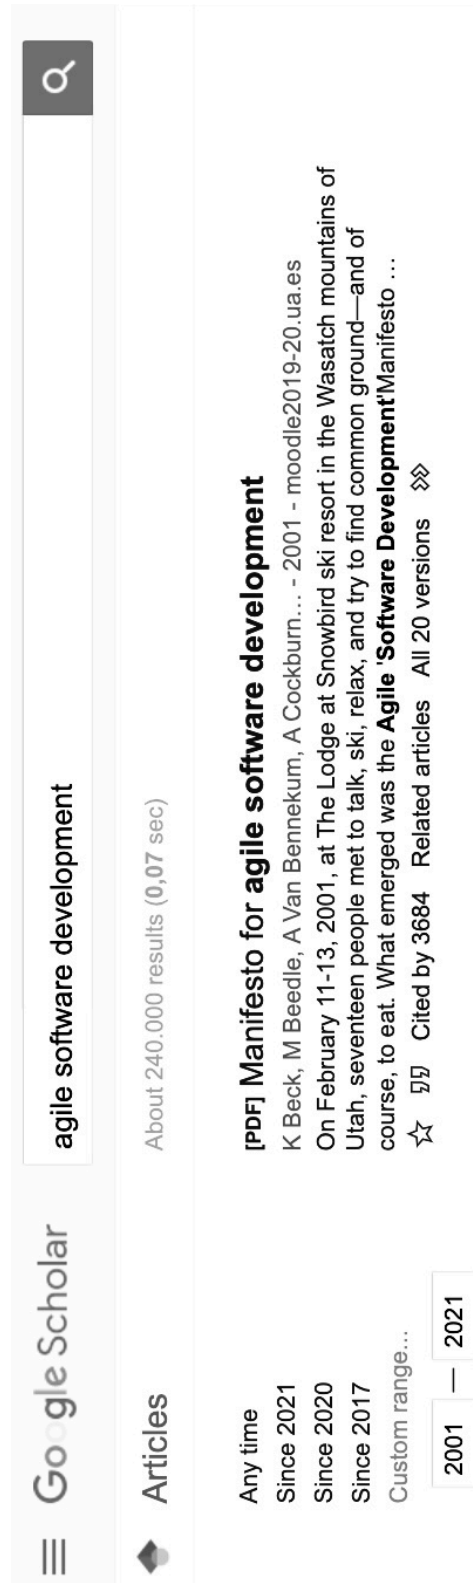 Google Scholar
agile software development
Articles
About 240.000 results (0,07 sec)
Any time
Since 2021
Since 2020
Since 2017
Custom range...
2001 — 2021
[PDF] Manifesto for agile software development
K Beck, M Beedle, A Van Bennekum, A Cockburn… - 2001 - moodle2019-20.ua.es
On February 11-13, 2001, at The Lodge at Snowbird ski resort in the Wasatch mountains of
Utah, seventeen people met to talk, ski, relax, and try to find common ground—and of
course, to eat. What emerged was the Agile 'Software Development'Manifesto …
Cited by 3684 Related articles All 20 versions